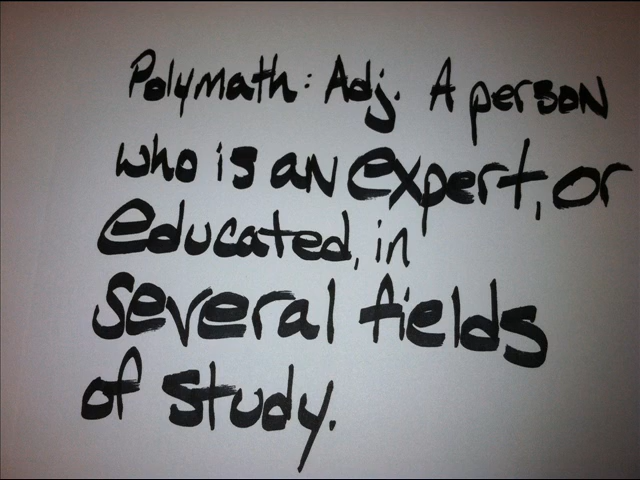 Polymath: Adj. A person
who is an expert, or
educated, in
several fields
of study.